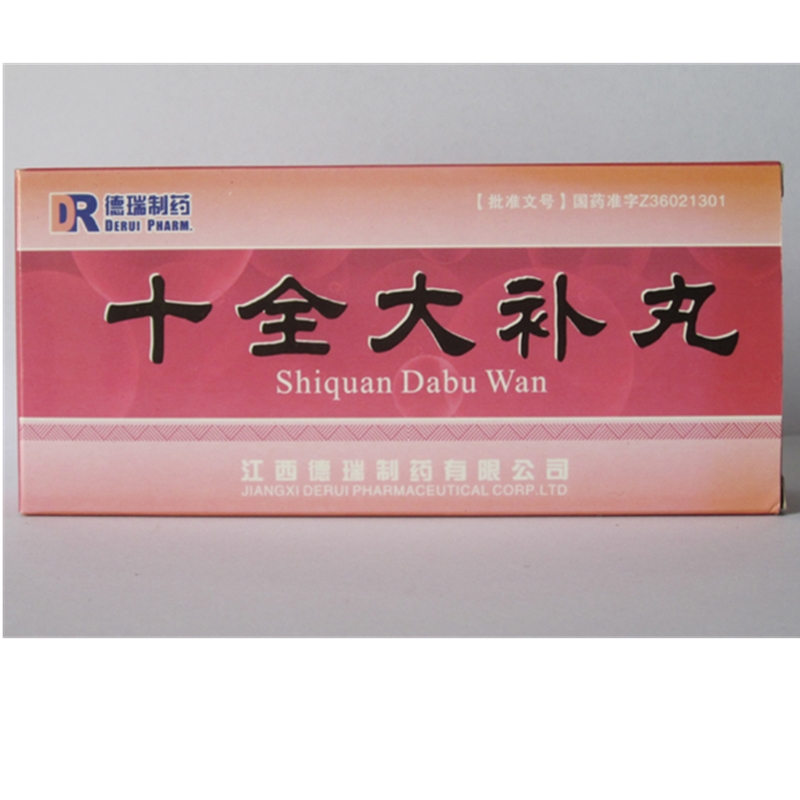 DR 德瑞制药
DERUI PHARM.
【批准文号】国药准字Z36021301
十全大补丸
Shiquan Dabu Wan
江西德瑞制药有限公司
JIANGXI DERUI PHARMACEUTICAL CORP.LTD